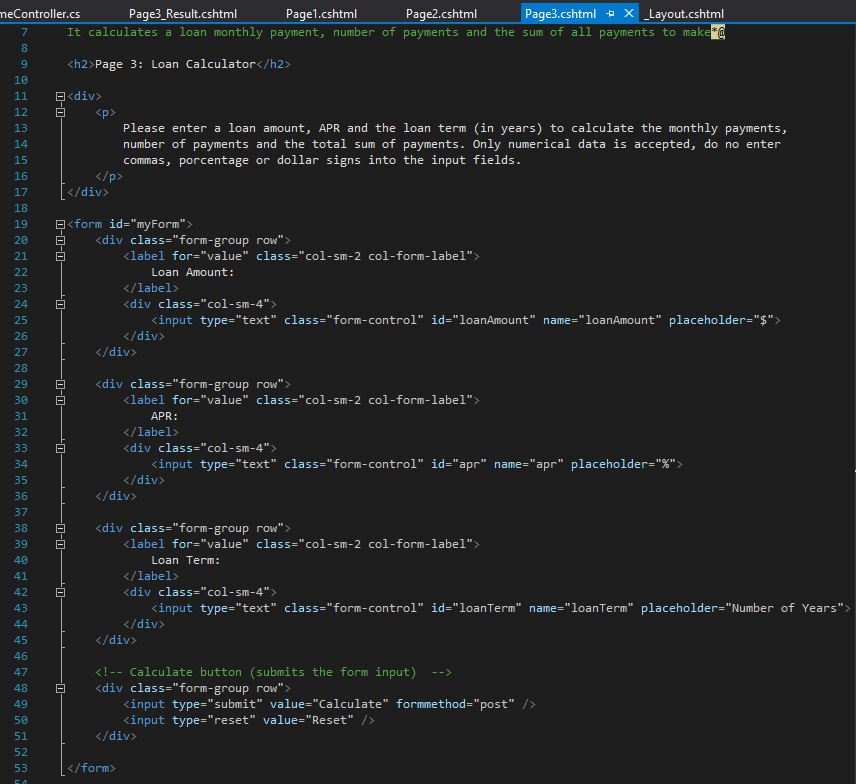 meController.cs Page3_Result.cshtml Page1.cshtml Page2.cshtml Page3.cshtml _Layout.cshtml
7 It calculates a loan monthly payment, number of payments and the sum of all payments to make*@
8
9 <h2>Page 3: Loan Calculator</h2>
10
11 <div>
12 <p>
13 Please enter a loan amount, APR and the loan term (in years) to calculate the monthly payments,
14 number of payments and the total sum of payments. Only numerical data is accepted, do no enter
15 commas, porcentage or dollar signs into the input fields.
16 </p>
17 </div>
18
19 <form id="myForm">
20 <div class="form-group row">
21 <label for="value" class="col-sm-2 col-form-label">
22 Loan Amount:
23 </label>
24 <div class="col-sm-4">
25 <input type="text" class="form-control" id="loanAmount" name="loanAmount" placeholder="$">
26 </div>
27 </div>
28
29 <div class="form-group row">
30 <label for="value" class="col-sm-2 col-form-label">
31 APR:
32 </label>
33 <div class="col-sm-4">
34 <input type="text" class="form-control" id="apr" name="apr" placeholder="%">
35 </div>
36 </div>
37
38 <div class="form-group row">
39 <label for="value" class="col-sm-2 col-form-label">
40 Loan Term:
41 </label>
42 <div class="col-sm-4">
43 <input type="text" class="form-control" id="loanTerm" name="loanTerm" placeholder="Number of Years">
44 </div>
45 </div>
46
47 <!-- Calculate button (submits the form input)  -->
48 <div class="form-group row">
49 <input type="submit" value="Calculate" formmethod="post" />
50 <input type="reset" value="Reset" />
51 </div>
52
53 </form>
54